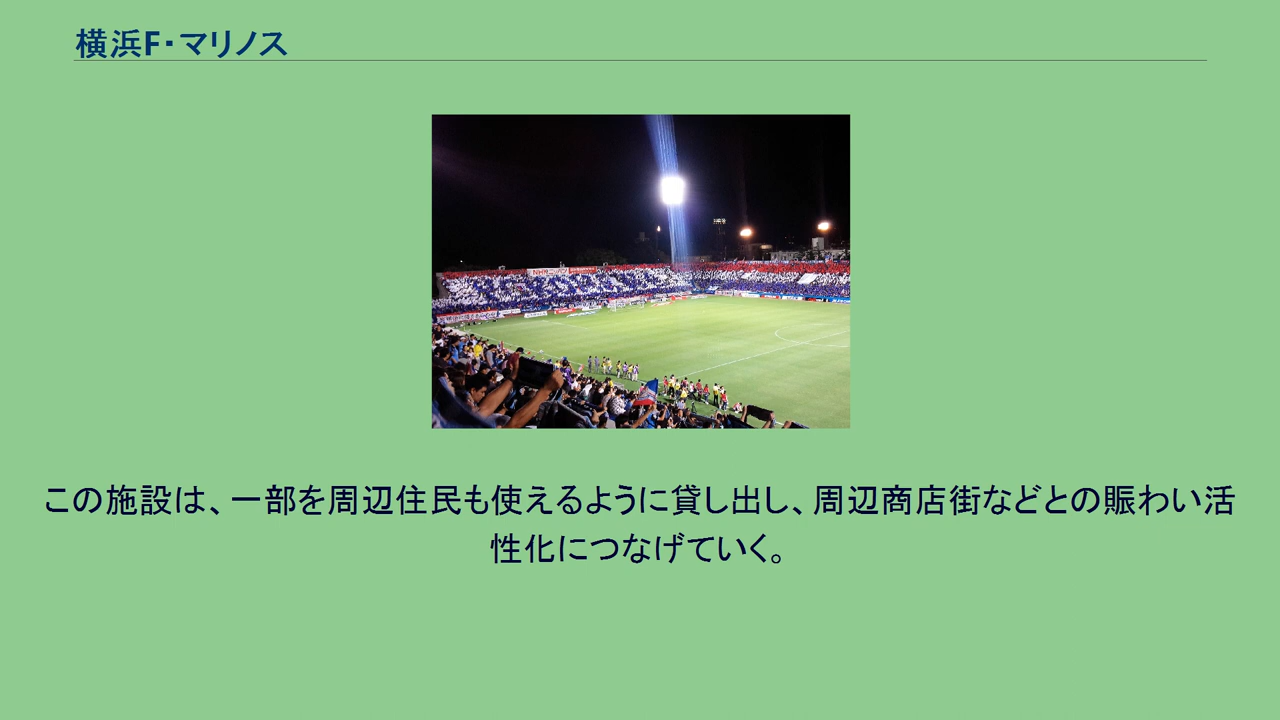 横浜F・マリノス
この施設は、一部を周辺住民も使えるように貸し出し、周辺商店街などとの賑わい活
性化につなげていく。